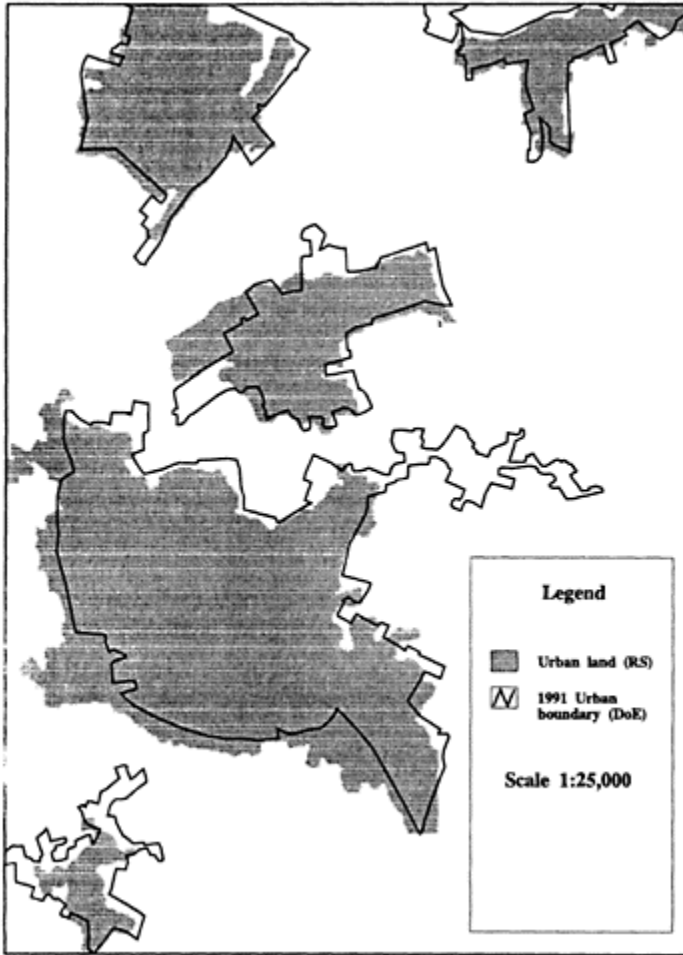 Legend
Urban land (RS)
1991 Urban
boundary (DoE)
Scale 1:25,000